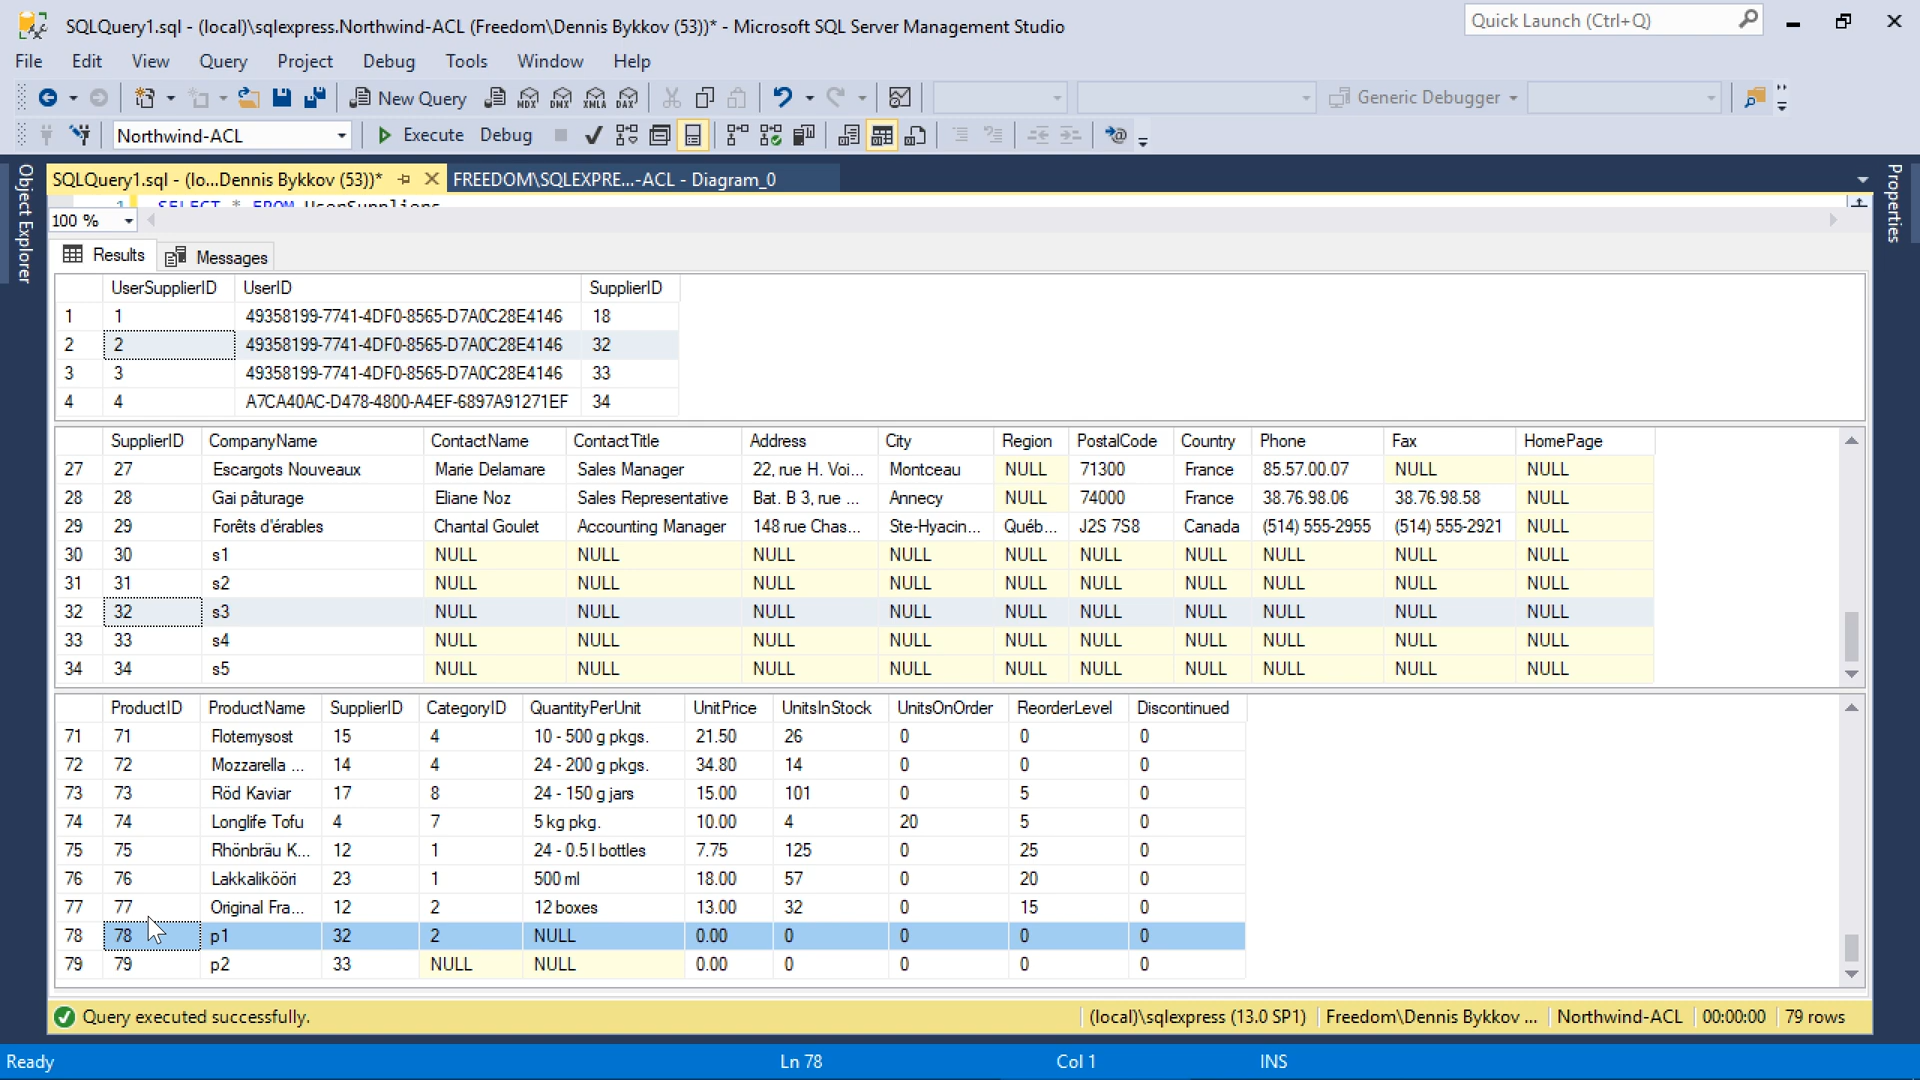 SQLQuery1.sql - (local)\sqlexpress.Northwind-ACL (Freedom\Dennis Bykkov (53))* - Microsoft SQL Server Management Studio
Quick Launch (Ctrl+Q)
File Edit View Query Project Debug Tools Window Help
New Query MDX DMX XMLA DAX Generic Debugger
Northwind-ACL Execute Debug
Object Explorer
Properties
SQLQuery1.sql - (lo...Dennis Bykkov (53))* FREEDOM\SQLEXPRE...-ACL - Diagram_0
1 SELECT * FROM UserSuppliers
100 %
Results Messages
UserSupplierID UserID SupplierID
1 1 49358199-7741-4DF0-8565-D7A0C28E4146 18
2 2 49358199-7741-4DF0-8565-D7A0C28E4146 32
3 3 49358199-7741-4DF0-8565-D7A0C28E4146 33
4 4 A7CA40AC-D478-4800-A4EF-6897A91271EF 34
SupplierID CompanyName ContactName ContactTitle Address City Region PostalCode Country Phone Fax HomePage
27 27 Escargots Nouveaux Marie Delamare Sales Manager 22, rue H. Voi... Montceau NULL 71300 France 85.57.00.07 NULL NULL
28 28 Gai pâturage Eliane Noz Sales Representative Bat. B 3, rue ... Annecy NULL 74000 France 38.76.98.06 38.76.98.58 NULL
29 29 Forêts d'érables Chantal Goulet Accounting Manager 148 rue Chas... Ste-Hyacin... Québ... J2S 7S8 Canada (514) 555-2955 (514) 555-2921 NULL
30 30 s1 NULL NULL NULL NULL NULL NULL NULL NULL NULL NULL
31 31 s2 NULL NULL NULL NULL NULL NULL NULL NULL NULL NULL
32 32 s3 NULL NULL NULL NULL NULL NULL NULL NULL NULL NULL
33 33 s4 NULL NULL NULL NULL NULL NULL NULL NULL NULL NULL
34 34 s5 NULL NULL NULL NULL NULL NULL NULL NULL NULL NULL
ProductID ProductName SupplierID CategoryID QuantityPerUnit UnitPrice UnitsInStock UnitsOnOrder ReorderLevel Discontinued
71 71 Flotemysost 15 4 10 - 500 g pkgs. 21.50 26 0 0 0
72 72 Mozzarella ... 14 4 24 - 200 g pkgs. 34.80 14 0 0 0
73 73 Röd Kaviar 17 8 24 - 150 g jars 15.00 101 0 5 0
74 74 Longlife Tofu 4 7 5 kg pkg. 10.00 4 20 5 0
75 75 Rhönbräu K... 12 1 24 - 0.5 l bottles 7.75 125 0 25 0
76 76 Lakkalikööri 23 1 500 ml 18.00 57 0 20 0
77 77 Original Fra... 12 2 12 boxes 13.00 32 0 15 0
78 78 p1 32 2 NULL 0.00 0 0 0 0
79 79 p2 33 NULL NULL 0.00 0 0 0 0
Query executed successfully. (local)\sqlexpress (13.0 SP1) Freedom\Dennis Bykkov ... Northwind-ACL 00:00:00 79 rows
Ready Ln 78 Col 1 INS